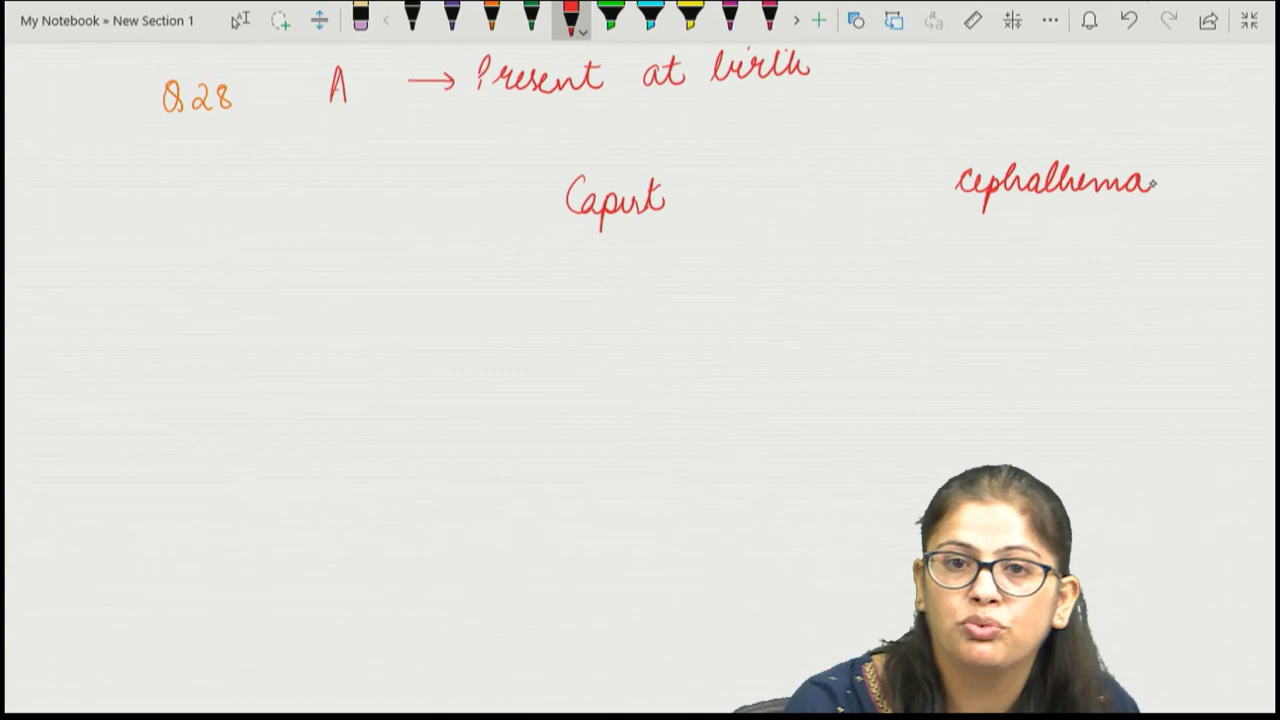 My Notebook » New Section 1
Q28 A → Present at birth
Caput cephalhema